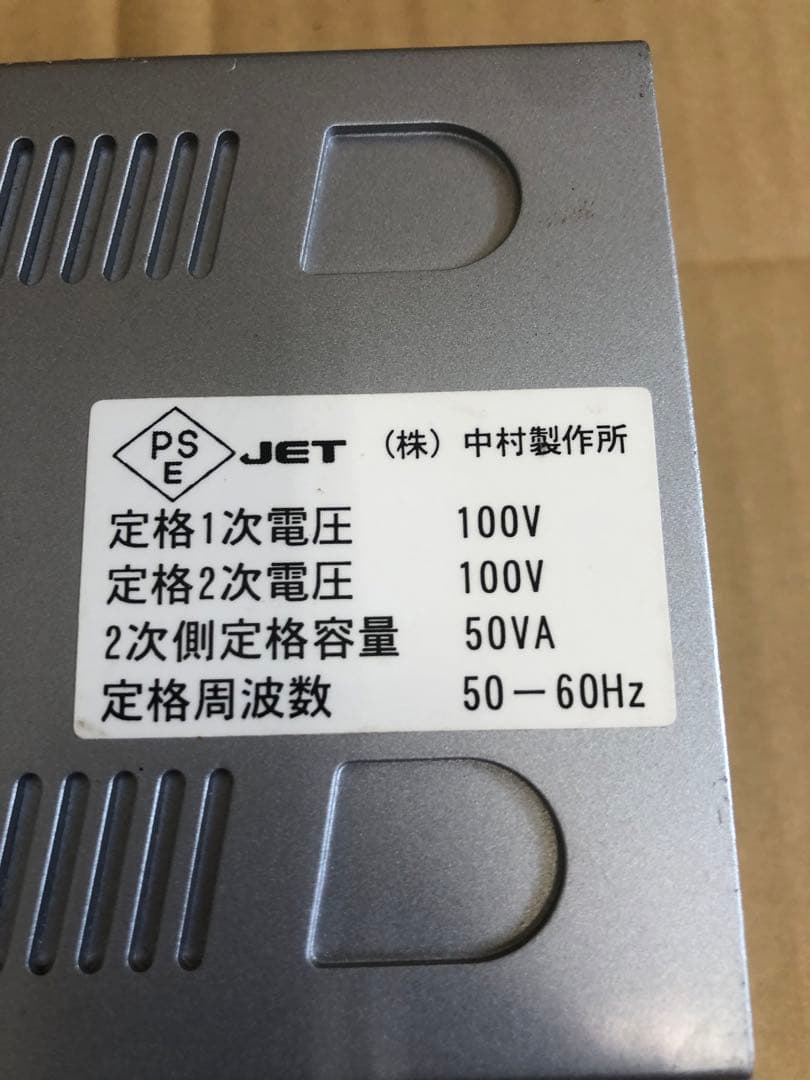 PS
E
JET (株) 中村製作所
定格1次電圧 100V
定格2次電圧 100V
2次側定格容量 50VA
定格周波数 50－60Hz